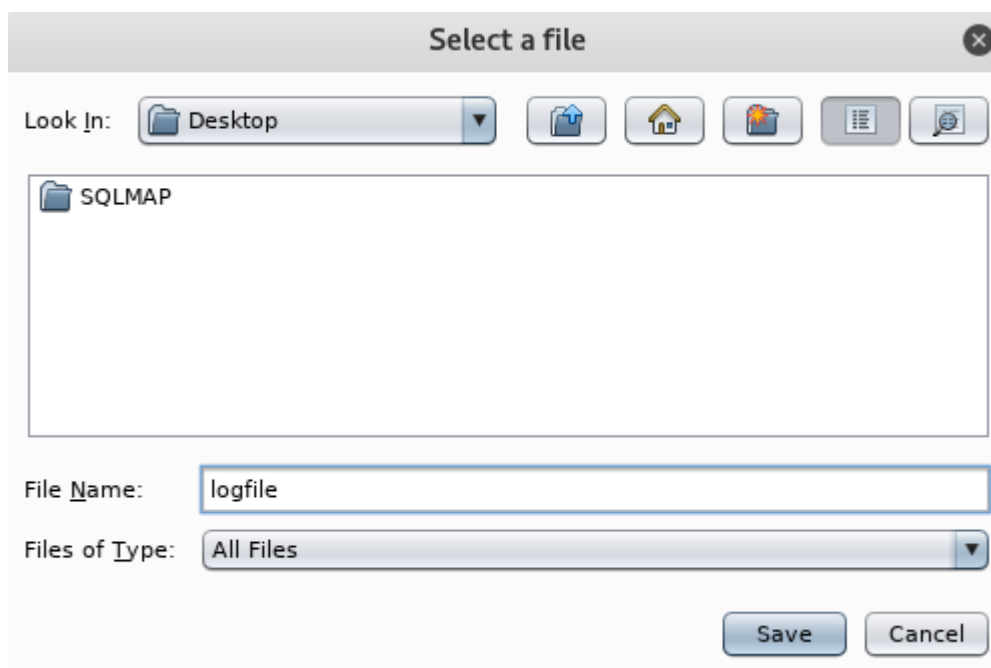 Select a file
Look In: Desktop
SQLMAP
File Name: logfile
Files of Type: All Files
Save Cancel